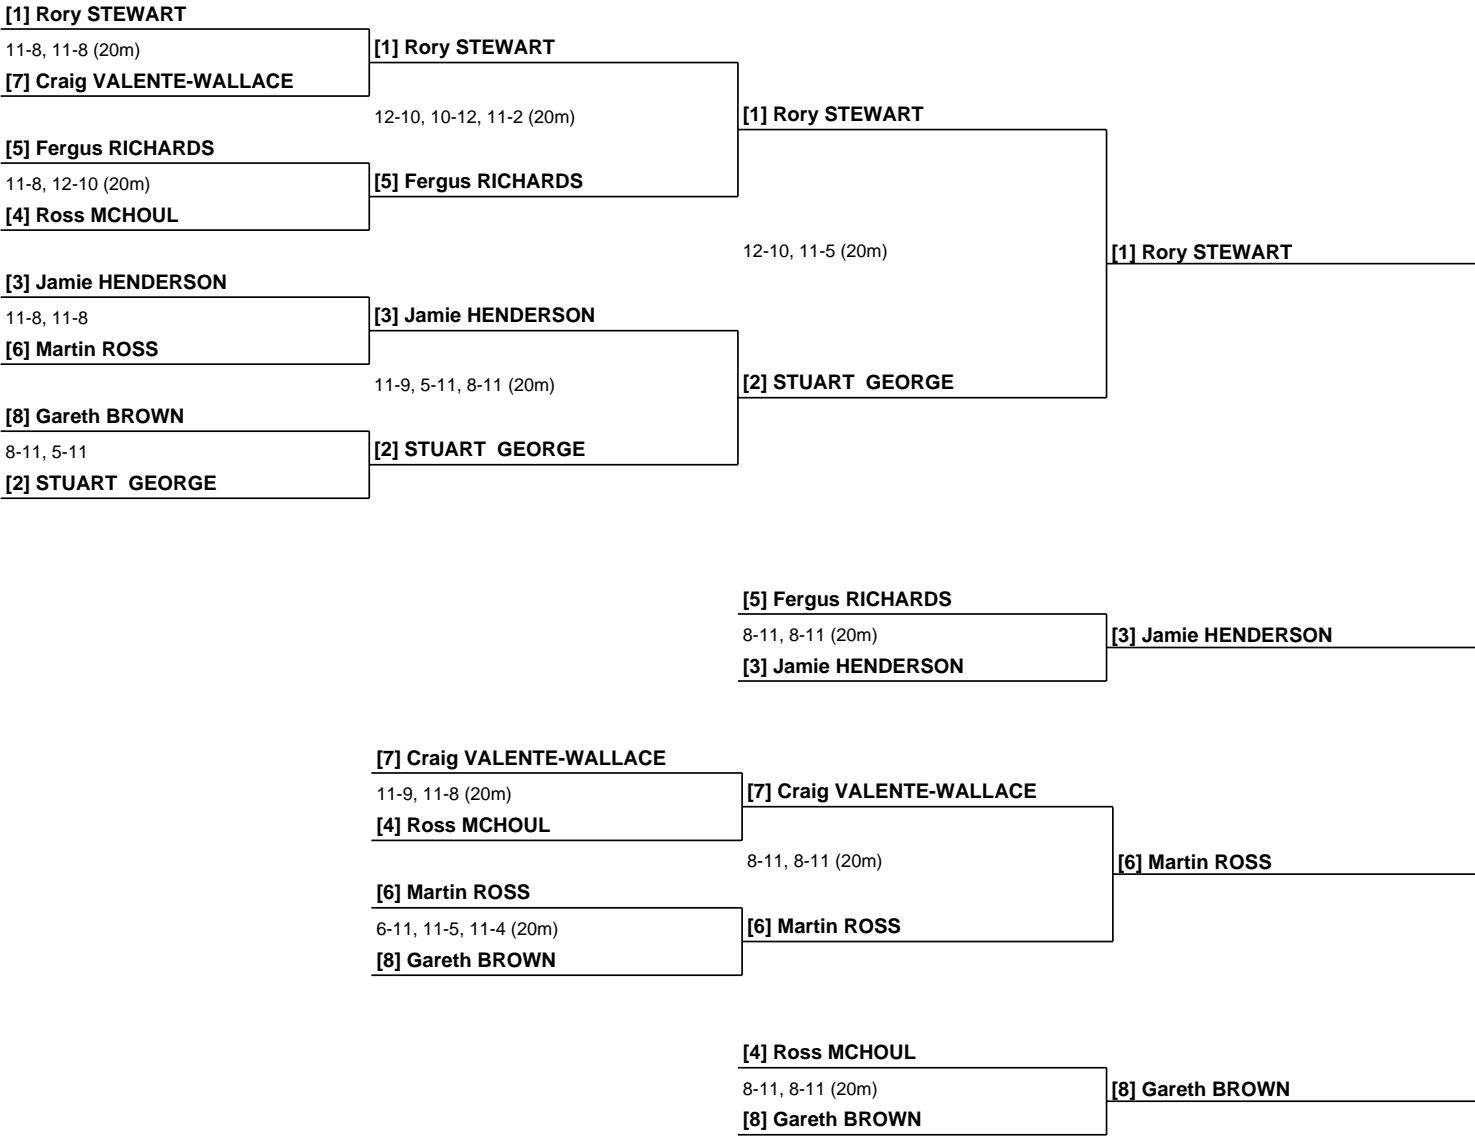 [1] Rory STEWART
11-8, 11-8 (20m)
[7] Craig VALENTE-WALLACE
[1] Rory STEWART
12-10, 10-12, 11-2 (20m)
[5] Fergus RICHARDS
11-8, 12-10 (20m)
[4] Ross MCHOUL
[5] Fergus RICHARDS
[1] Rory STEWART
12-10, 11-5 (20m)
[1] Rory STEWART
[3] Jamie HENDERSON
11-8, 11-8
[6] Martin ROSS
[3] Jamie HENDERSON
11-9, 5-11, 8-11 (20m)
[8] Gareth BROWN
8-11, 5-11
[2] STUART  GEORGE
[2] STUART  GEORGE
[2] STUART  GEORGE
[5] Fergus RICHARDS
8-11, 8-11 (20m)
[3] Jamie HENDERSON
[3] Jamie HENDERSON
[7] Craig VALENTE-WALLACE
11-9, 11-8 (20m)
[4] Ross MCHOUL
[7] Craig VALENTE-WALLACE
8-11, 8-11 (20m)
[6] Martin ROSS
[6] Martin ROSS
6-11, 11-5, 11-4 (20m)
[8] Gareth BROWN
[6] Martin ROSS
[4] Ross MCHOUL
8-11, 8-11 (20m)
[8] Gareth BROWN
[8] Gareth BROWN